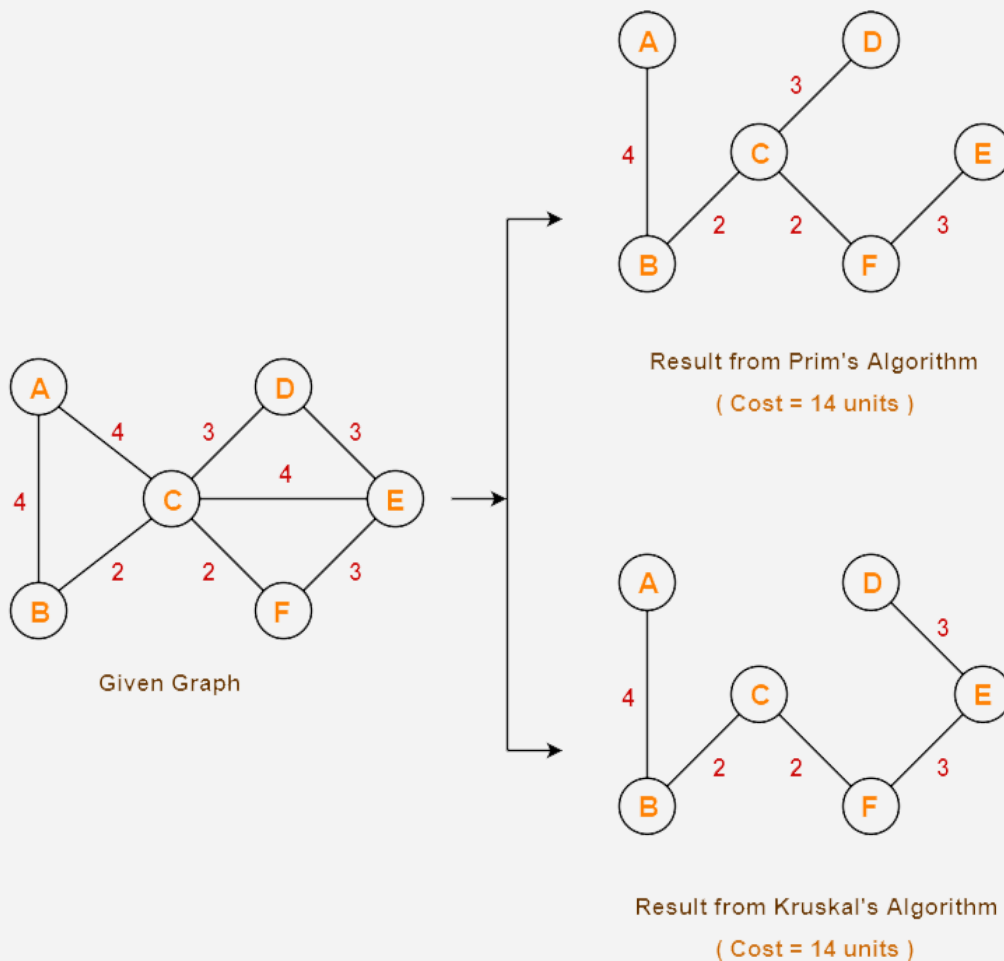 A
D
3
4
C
E
2
2
3
B
F
Result from Prim's Algorithm
( Cost = 14 units )
A
D
4
3
3
4
4
C
E
2
2
3
B
F
Given Graph
A
D
3
4
C
E
2
2
3
B
F
Result from Kruskal's Algorithm
( Cost = 14 units )